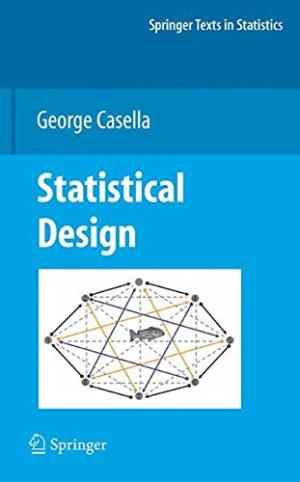 Springer Texts in Statistics
George Casella
Statistical
Design
Springer